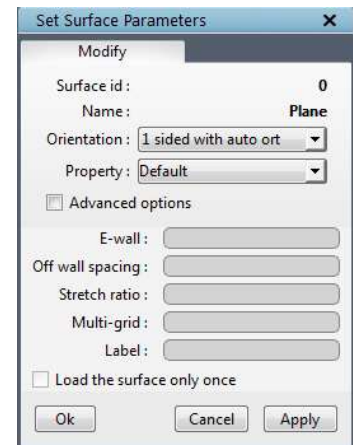 Set Surface Parameters x
Modify
Surface id : 0
Name : Plane
Orientation : 1 sided with auto ort
Property : Default
Advanced options
E-wall :
Off wall spacing :
Stretch ratio :
Multi-grid :
Label :
Load the surface only once
Ok Cancel Apply